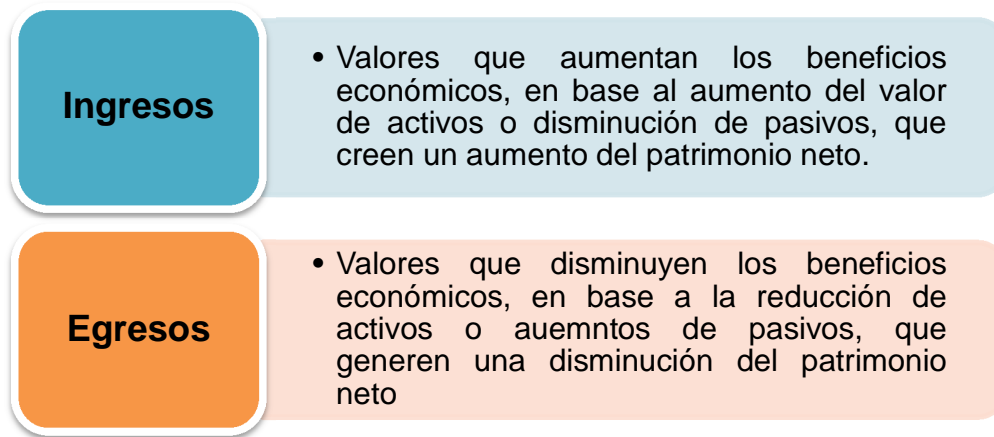 Ingresos
• Valores que aumentan los beneficios
económicos, en base al aumento del valor
de activos o disminución de pasivos, que
creen un aumento del patrimonio neto.
Egresos
• Valores que disminuyen los beneficios
económicos, en base a la reducción de
activos o auemntos de pasivos, que
generen una disminución del patrimonio
neto